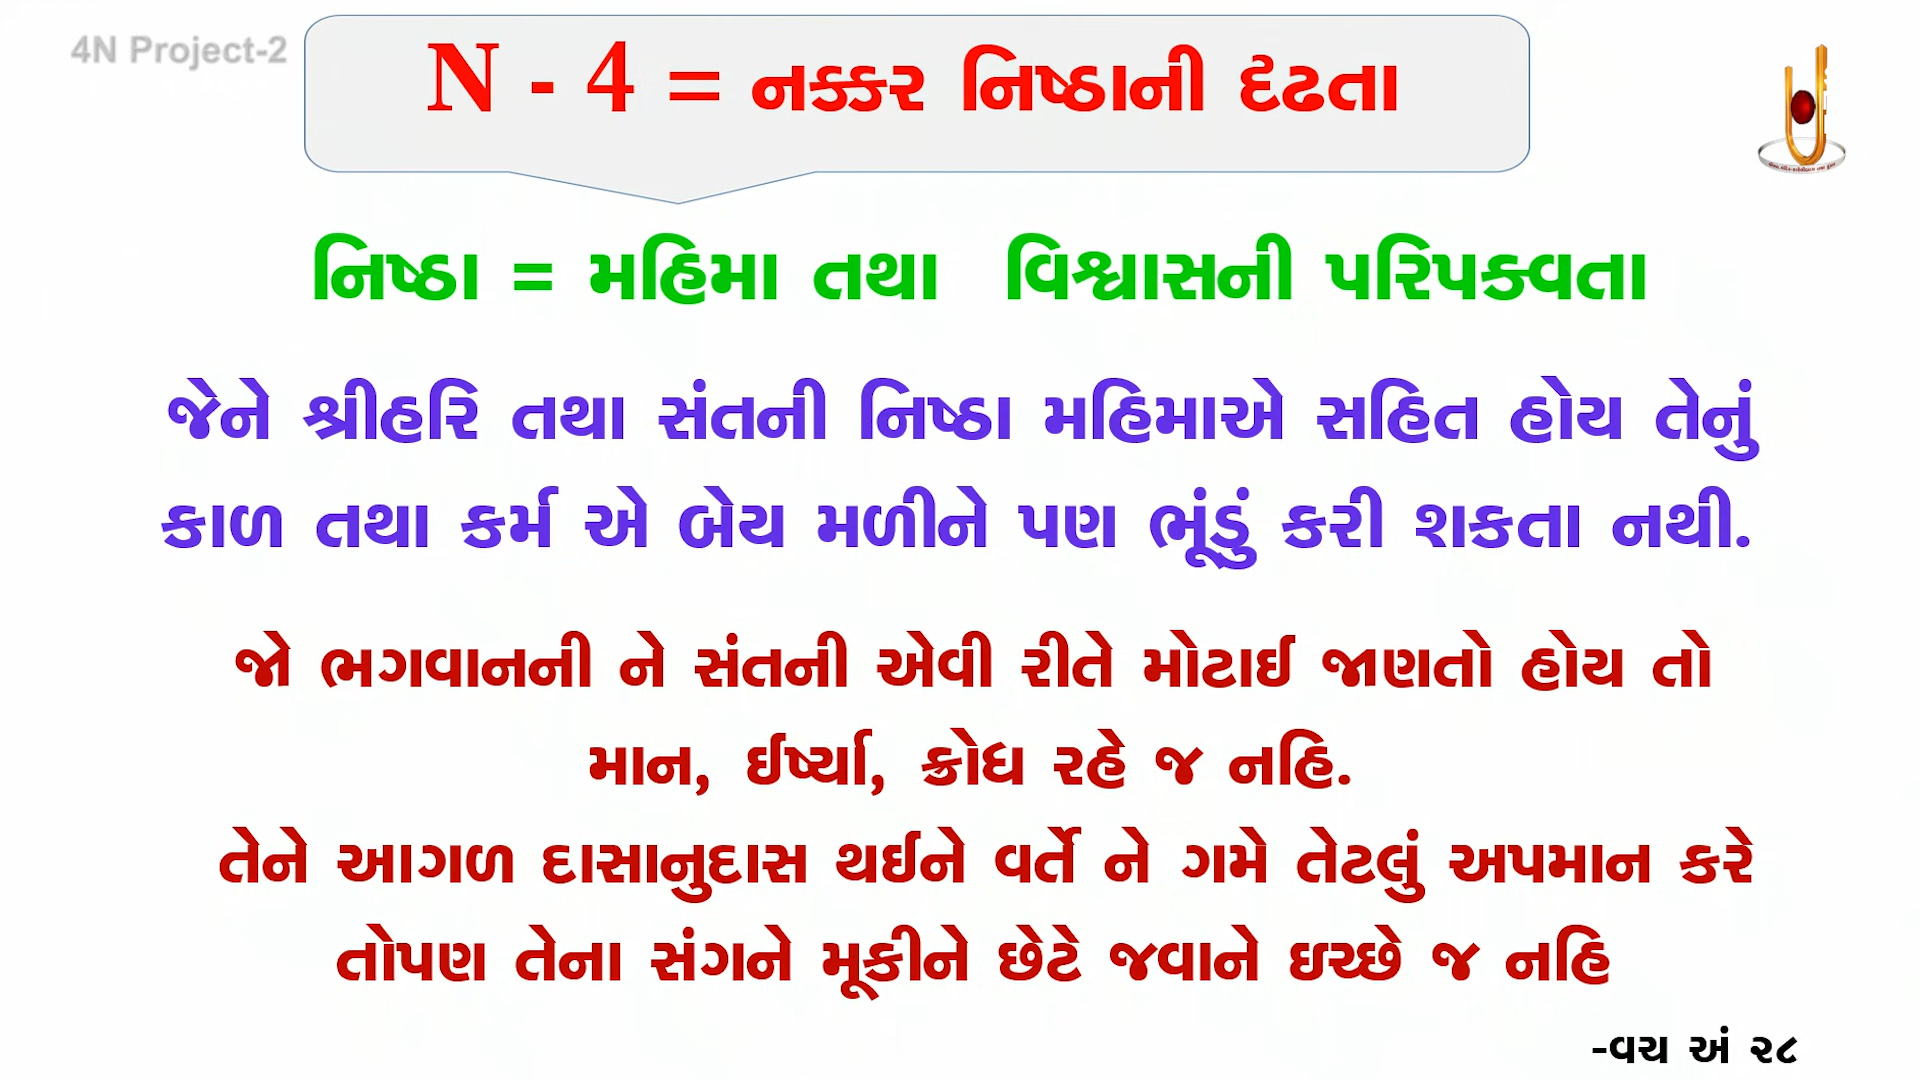 4N Project-2
N - 4 = નક્કર નિષ્ઠાની દૃઢતા
નિષ્ઠા = મહિમા તથા વિશ્વાસની પરિપક્વતા
જેને શ્રીહરિ તથા સંતની નિષ્ઠા મહિમાએ સહિત હોય તેનું
કાળ તથા કર્મ એ બેય મળીને પણ ભૂંડું કરી શકતા નથી.
જો ભગવાનની ને સંતની એવી રીતે મોટાઈ જાણતો હોય તો
માન, ઈર્ષ્યા, ક્રોધ રહે જ નહિ.
તેને આગળ દાસાનુદાસ થઈને વર્તે ને ગમે તેટલું અપમાન કરે
તોપણ તેના સંગને મૂકીને છેટે જવાને ઇચ્છે જ નહિ
-વચ અં ૨૮